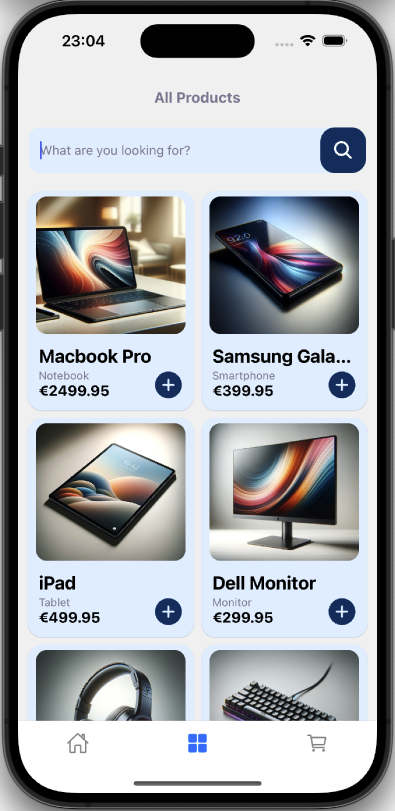 23:04
All Products
What are you looking for?
Macbook Pro
Notebook
€2499.95
Samsung Gala...
Smartphone
€399.95
iPad
Tablet
€499.95
Dell Monitor
Monitor
€299.95